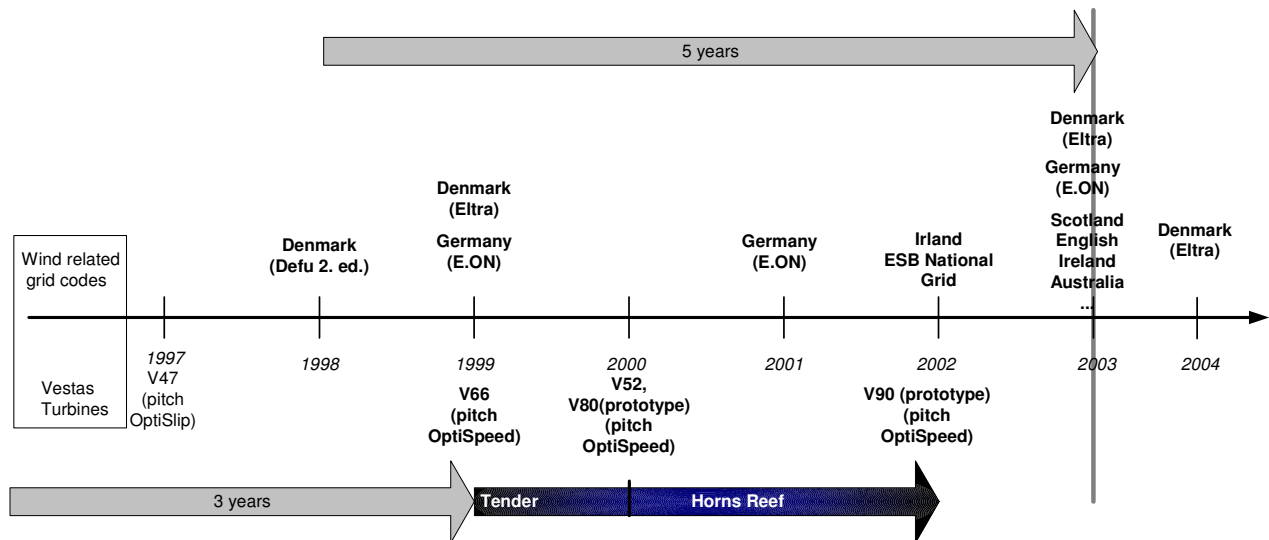 5 years
Denmark
(Eltra)
Germany
(E.ON)
Scotland
English
Ireland
Australia
...
Denmark
(Eltra)
Germany
(E.ON)
Denmark
(Defu 2. ed.)
Germany
(E.ON)
Irland
ESB National
Grid
Denmark
(Eltra)
Wind related
grid codes
1997
1998
1999
2000
2001
2002
2003
2004
Vestas
Turbines
V47
(pitch
OptiSlip)
V66
(pitch
OptiSpeed)
V52,
V80(prototype)
(pitch
OptiSpeed)
V90 (prototype)
(pitch
OptiSpeed)
3 years
Tender
Horns Reef